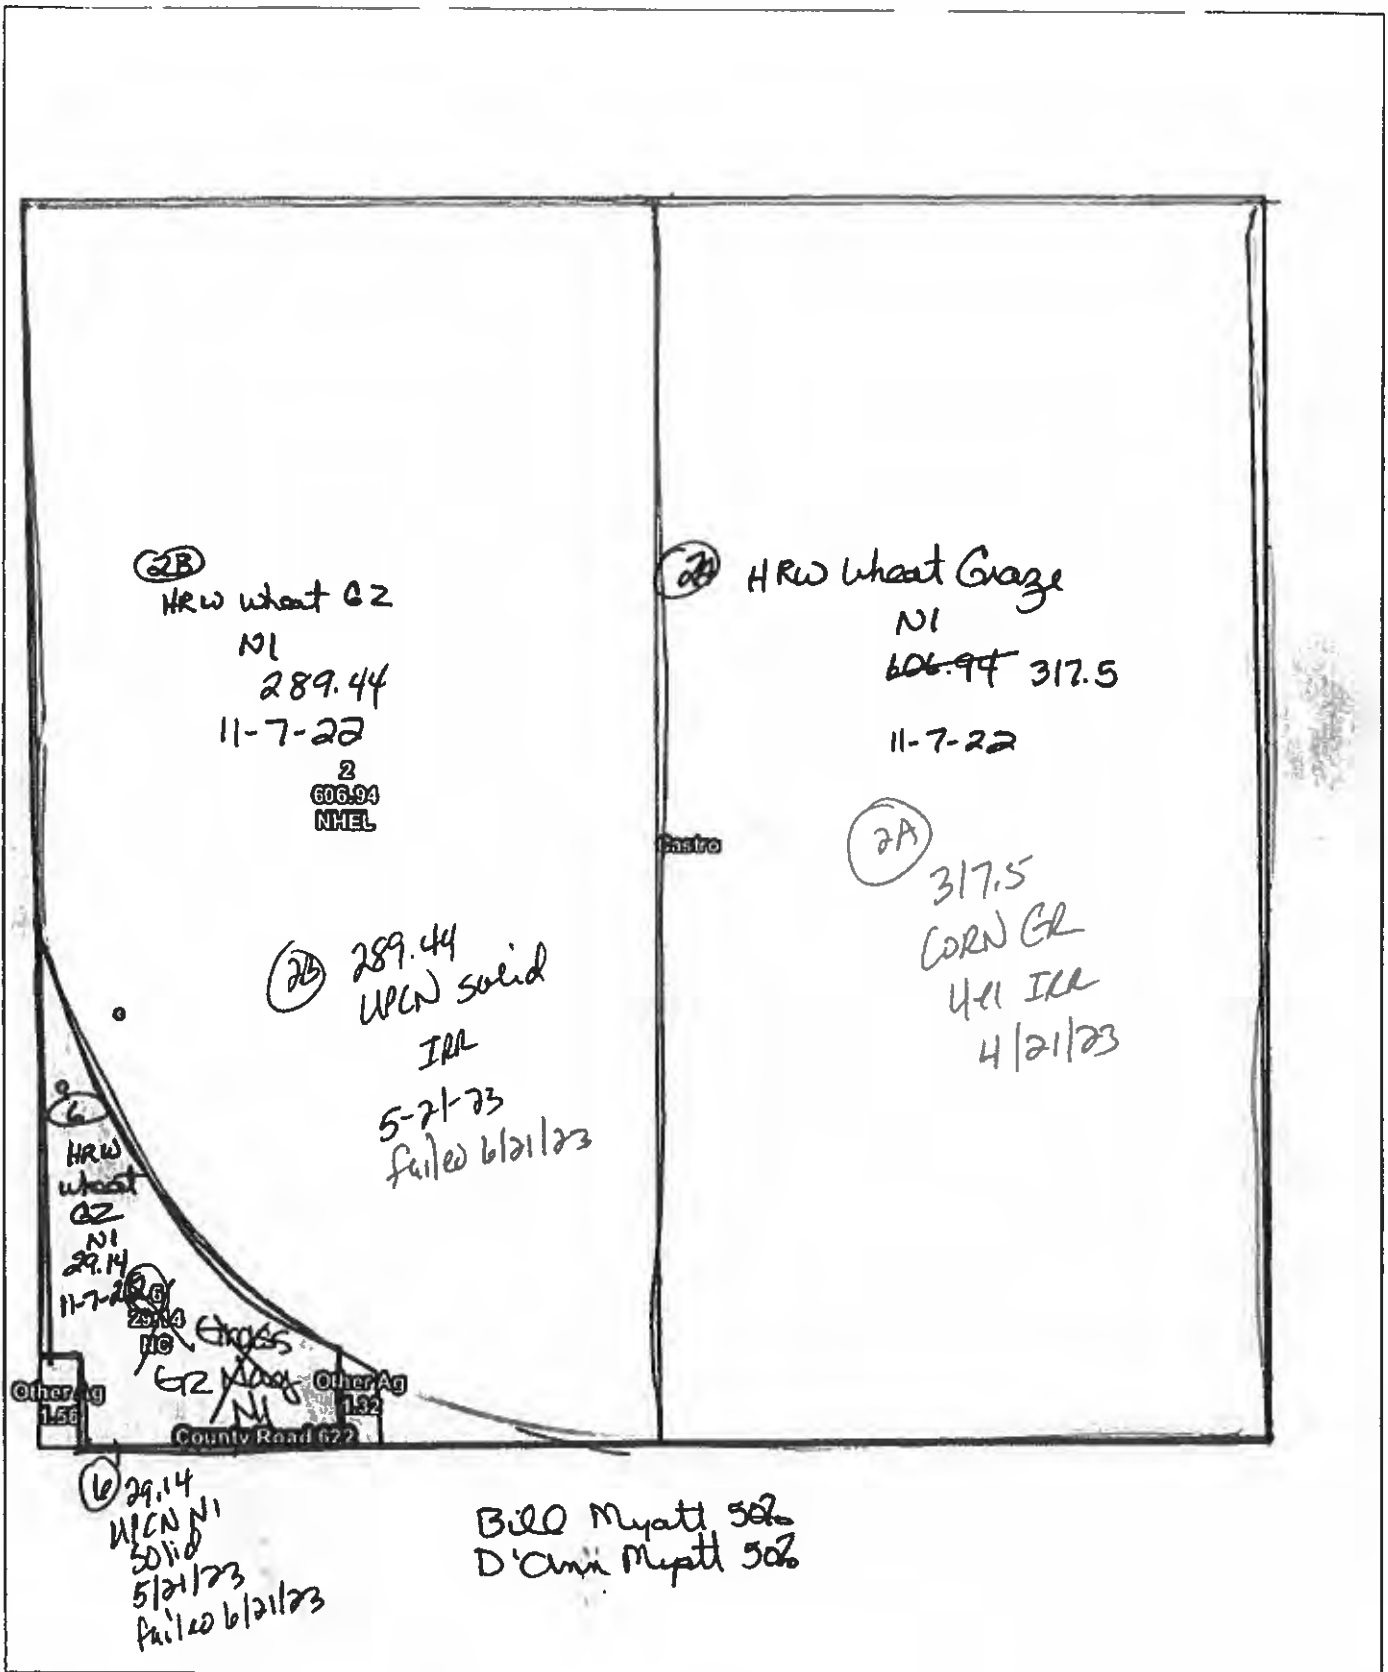 2B
HRW Wheat GZ
NI
289.44
11-7-22
2
606.94
NHEL
2B 289.44
UPCN solid
IRR
5-21-23
failed 6/21/23
HRW Wheat Graze
NI
606.94 317.5
11-7-22
Castro
2A
317.5
CORN GR
IRR
4/21/23
6
HRW
Wheat
GZ
NI
29.14
11-7-22
6
29.14
NC
Grass
GZ
NI
Other Ag
1.56
Other Ag
1.32
County Road 622
6 29.14
UPCN NI
Solid
5/21/23
failed 6/21/23
Bill Myatt 50%
D'Ann Myatt 50%